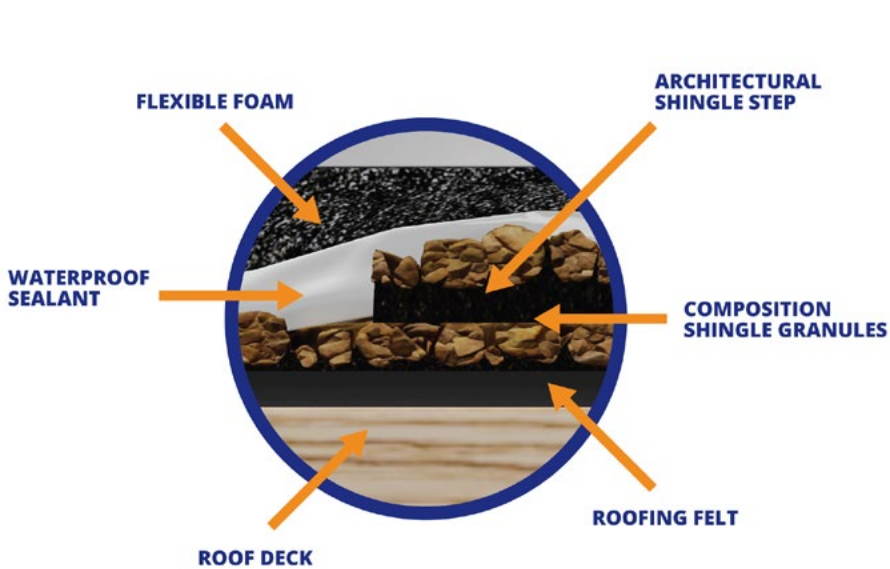 FLEXIBLE FOAM
ARCHITECTURAL
SHINGLE STEP
WATERPROOF
SEALANT
COMPOSITION
SHINGLE GRANULES
ROOFING FELT
ROOF DECK